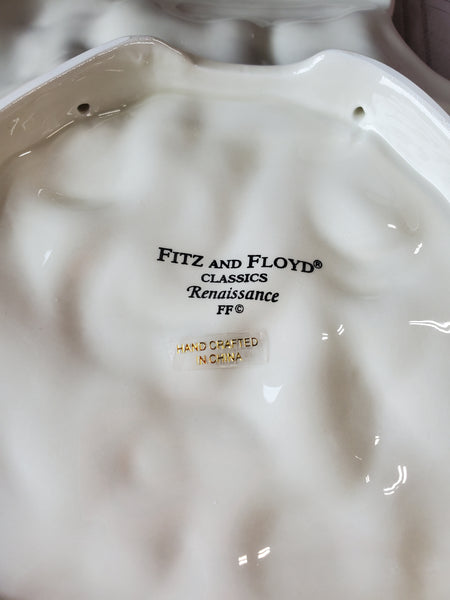 FITZ AND FLOYD®
CLASSICS
Renaissance
FF©
HAND CRAFTED
IN CHINA